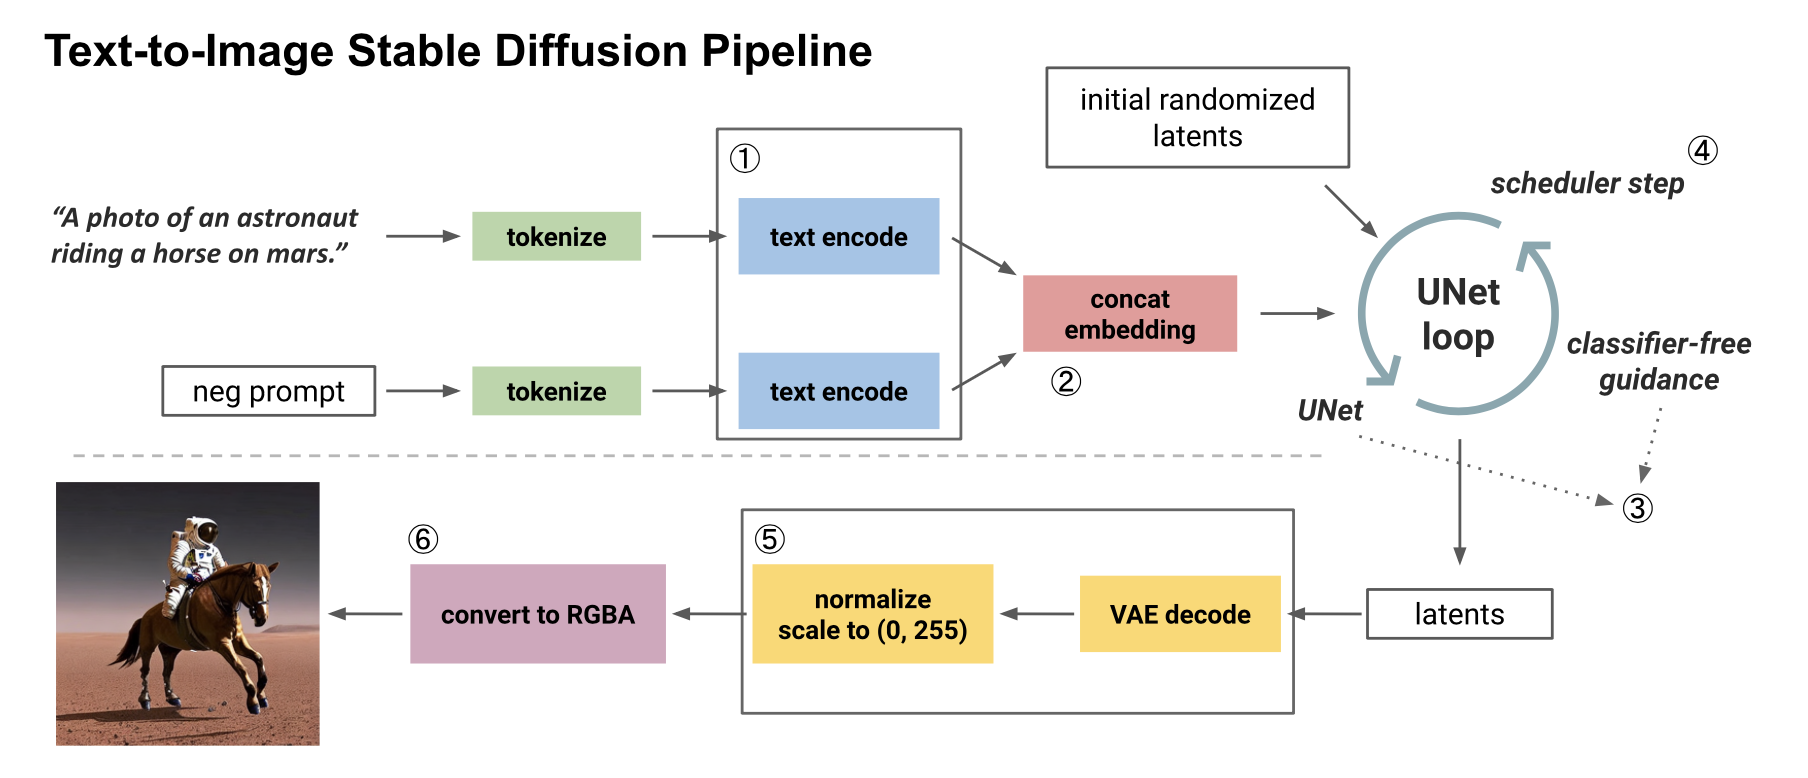 Text-to-Image Stable Diffusion Pipeline
initial randomized
latents
①
④
scheduler step
“A photo of an astronaut
riding a horse on mars.”
tokenize
text encode
concat
embedding
UNet
loop
classifier-free
guidance
neg prompt
tokenize
text encode
②
UNet
③
⑥
⑤
convert to RGBA
normalize
scale to (0, 255)
VAE decode
latents